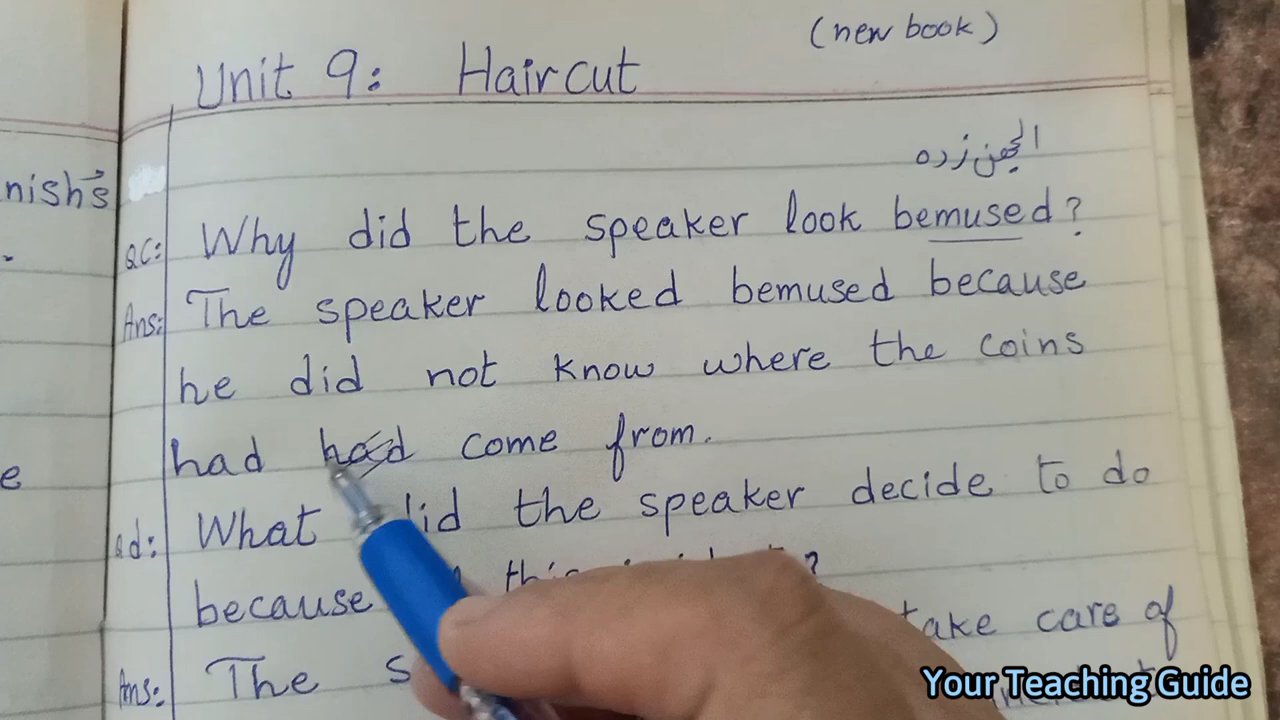 (new book)
Unit 9: Haircut
الجھن زدہ
nish's
.
Qc: Why did the speaker look bemused?
Ans: The speaker looked bemused because
he did not know where the coins
had had come from.
e
Qd: What did the speaker decide to do
because
Ans: The
take care of
Your Teaching Guide